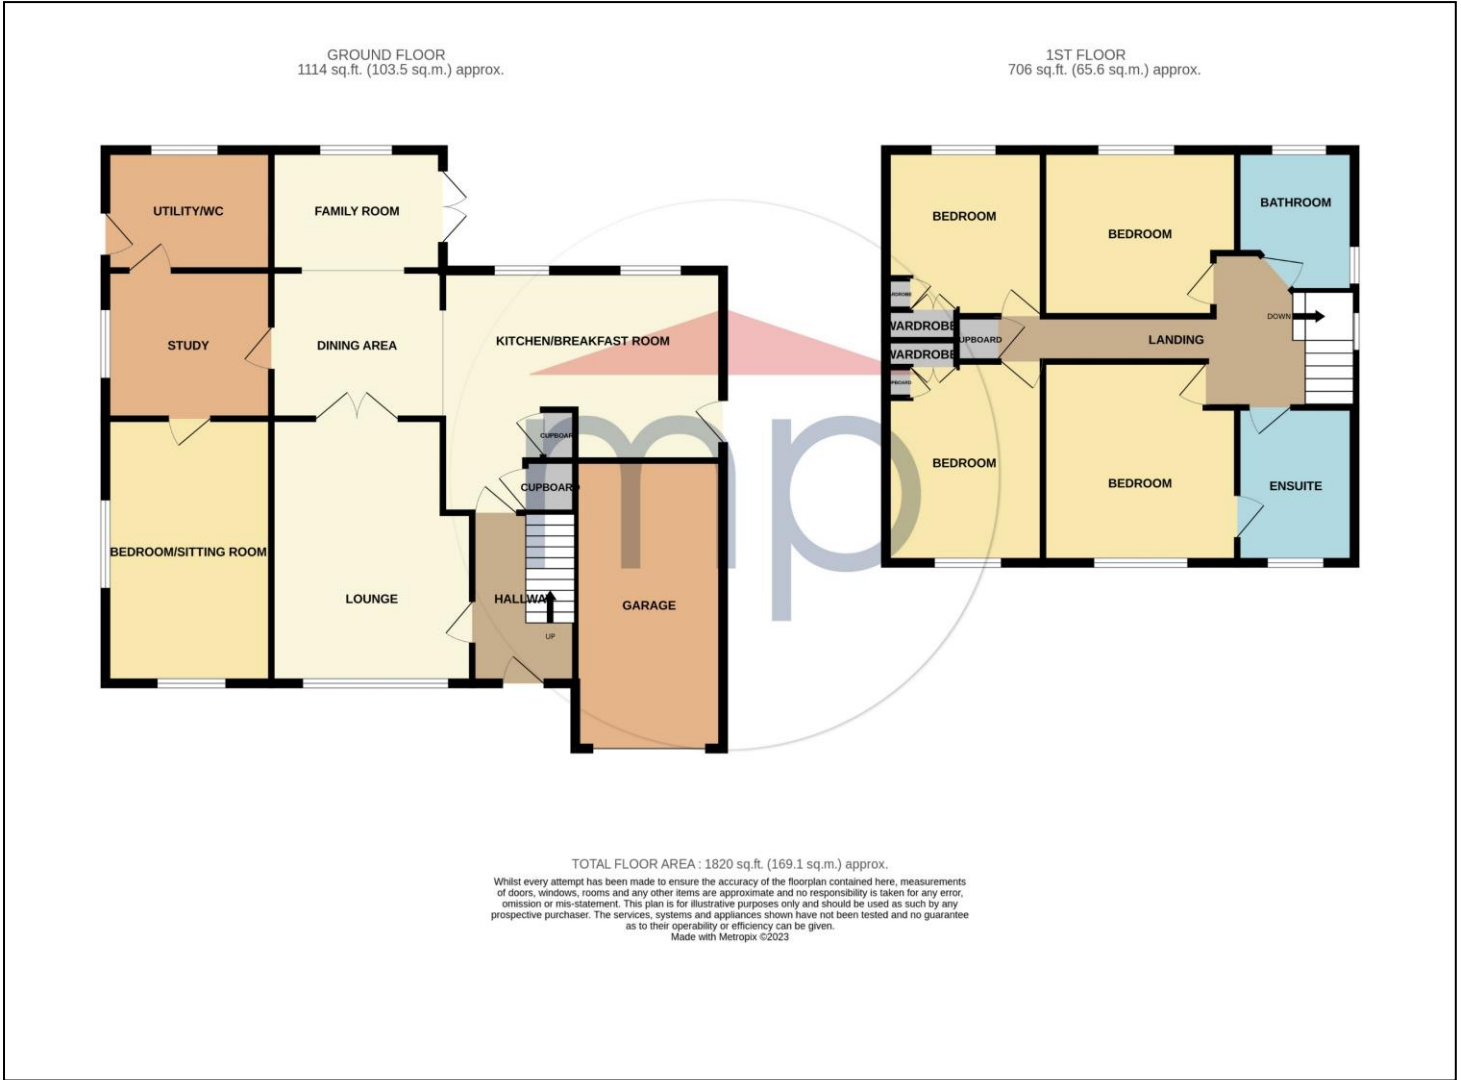 GROUND FLOOR
1114 sq.ft. (103.5 sq.m.) approx.
1ST FLOOR
706 sq.ft. (65.6 sq.m.) approx.
UTILITY/WC
FAMILY ROOM
STUDY
DINING AREA
KITCHEN/BREAKFAST ROOM
CUPBOAR
CUPBOARD
BEDROOM/SITTING ROOM
LOUNGE
HALLWA
UP
GARAGE
BEDROOM
BEDROOM
BATHROOM
WARDROBE
UPBOARD
WARDROBE
DOWN
LANDING
BEDROOM
BEDROOM
ENSUITE
mp
TOTAL FLOOR AREA : 1820 sq.ft. (169.1 sq.m.) approx.
Whilst every attempt has been made to ensure the accuracy of the floorplan contained here, measurements
of doors, windows, rooms and any other items are approximate and no responsibility is taken for any error,
omission or mis-statement. This plan is for illustrative purposes only and should be used as such by any
prospective purchaser. The services, systems and appliances shown have not been tested and no guarantee
as to their operability or efficiency can be given.
Made with Metropix ©2023